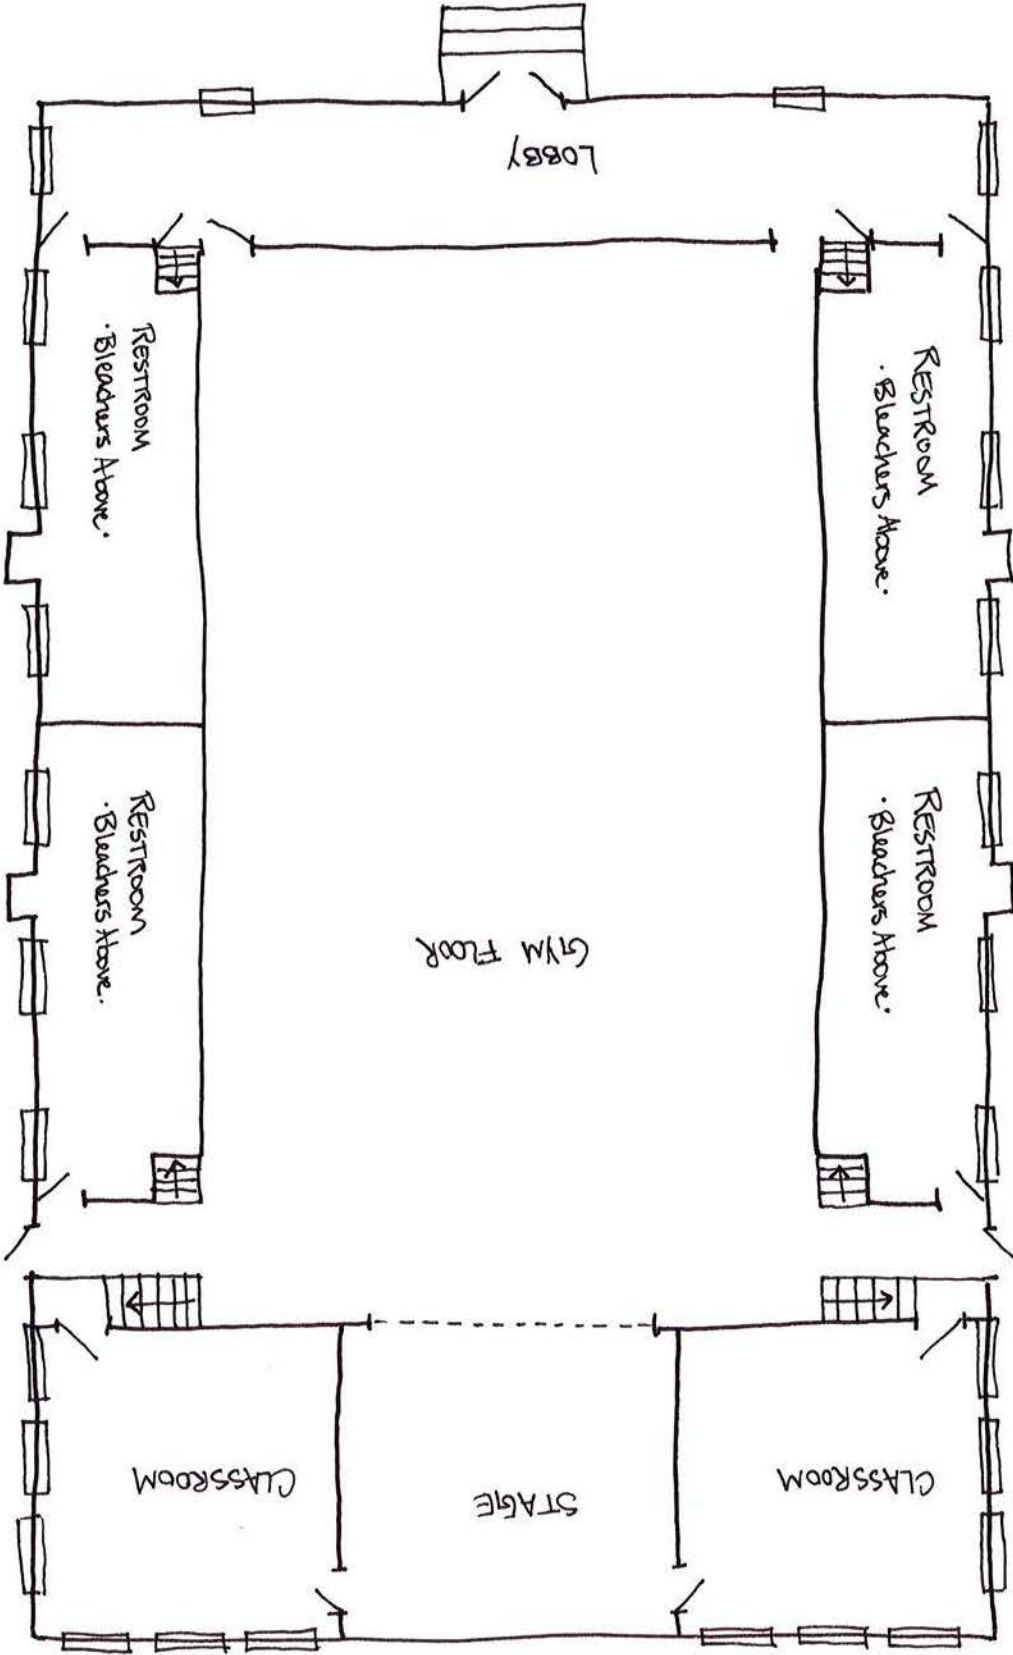 LOBBY
RESTROOM
·Bleachers Above·
RESTROOM
·Bleachers Above·
RESTROOM
·Bleachers Above·
RESTROOM
·Bleachers Above·
GYM FLOOR
CLASSROOM
STAGE
CLASSROOM